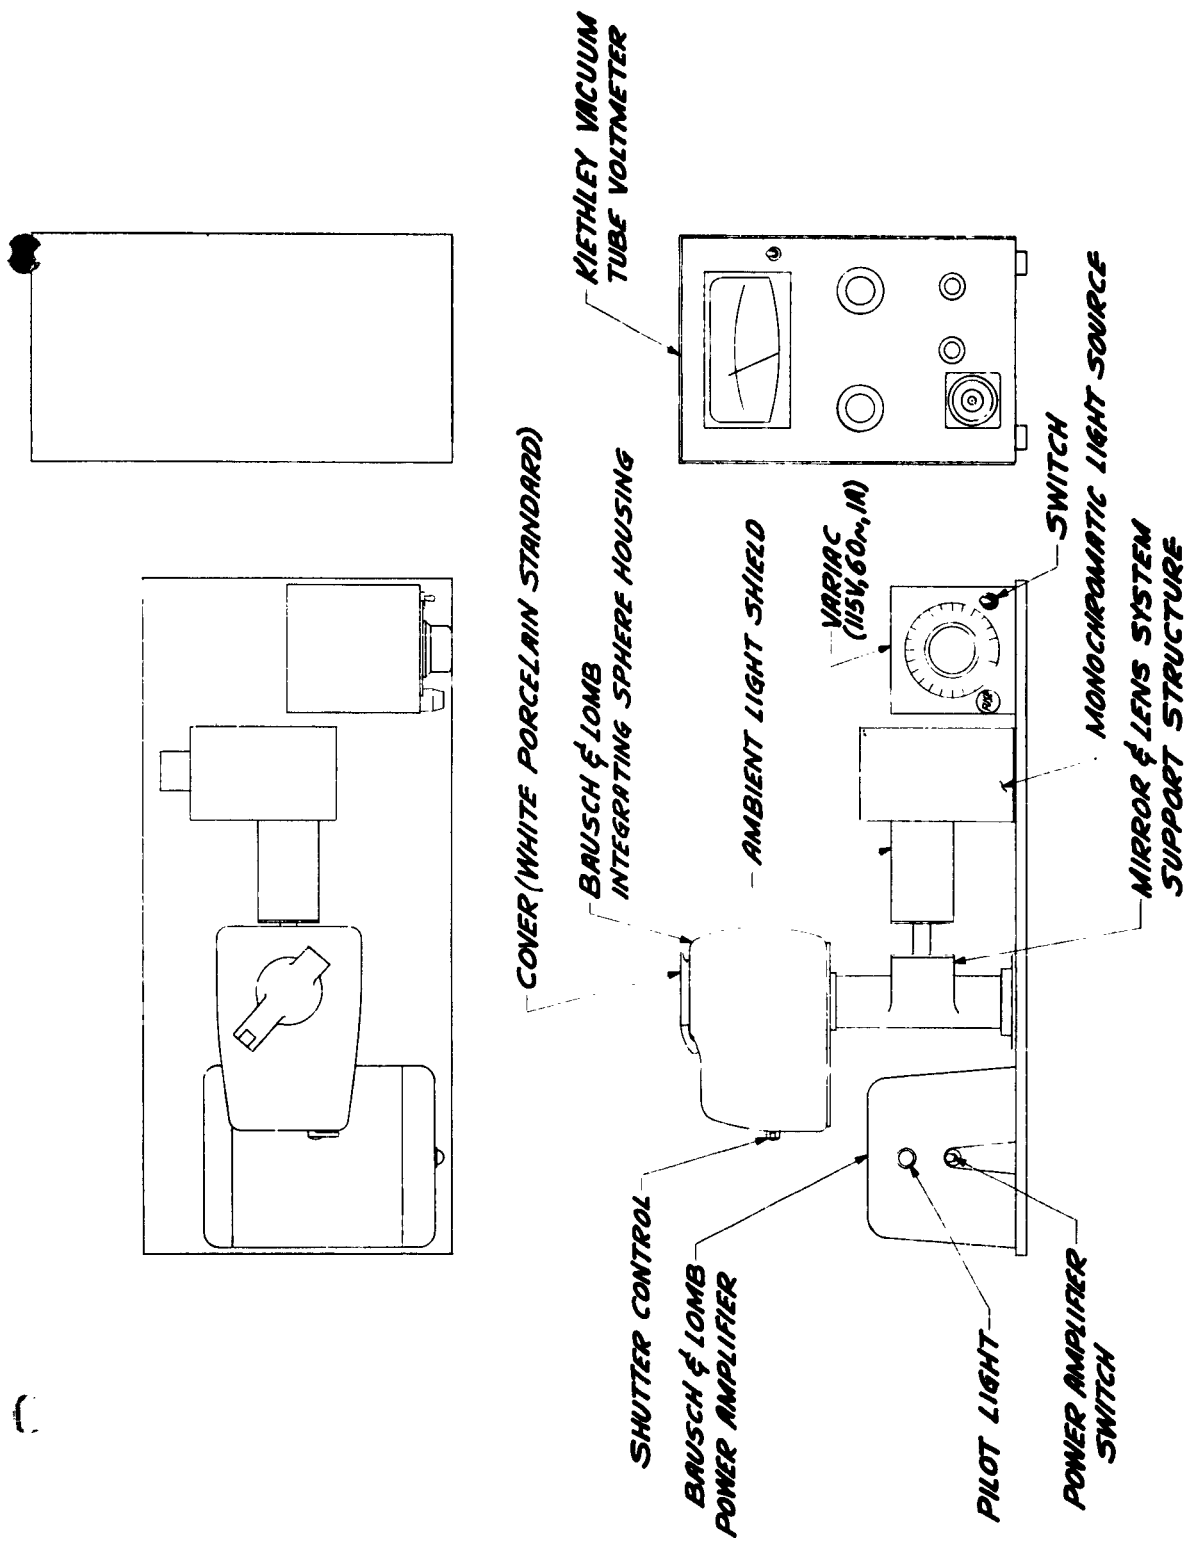 KIETHLEY VACUUM
TUBE VOLTMETER
COVER (WHITE PORCELAIN STANDARD)
BAUSCH & LOMB
INTEGRATING SPHERE HOUSING
AMBIENT LIGHT SHIELD
VARIAC
(115V, 60~, 1A)
SWITCH
MONOCHROMATIC LIGHT SOURCE
MIRROR & LENS SYSTEM
SUPPORT STRUCTURE
SHUTTER CONTROL
BAUSCH & LOMB
POWER AMPLIFIER
PILOT LIGHT
POWER AMPLIFIER
SWITCH